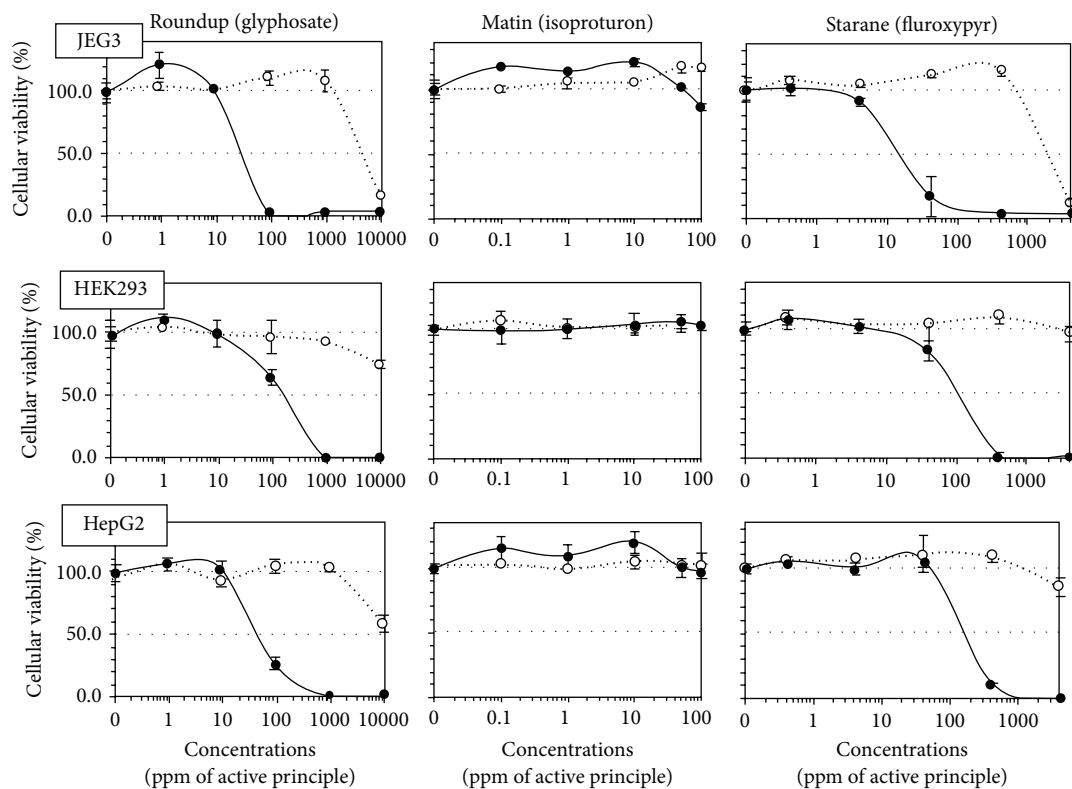 Roundup (glyphosate) Matin (isoproturon) Starane (fluroxypyr)
JEG3
Cellular viability (%)
100.0
50.0
0.0
0 1 10 100 1000 10000
0 0.1 1 10 100
0 1 10 100 1000
HEK293
Cellular viability (%)
100.0
50.0
0.0
0 1 10 100 1000 10000
0 0.1 1 10 100
0 1 10 100 1000
HepG2
Cellular viability (%)
100.0
50.0
0.0
0 1 10 100 1000 10000
0 0.1 1 10 100
0 1 10 100 1000
Concentrations
(ppm of active principle)
Concentrations
(ppm of active principle)
Concentrations
(ppm of active principle)